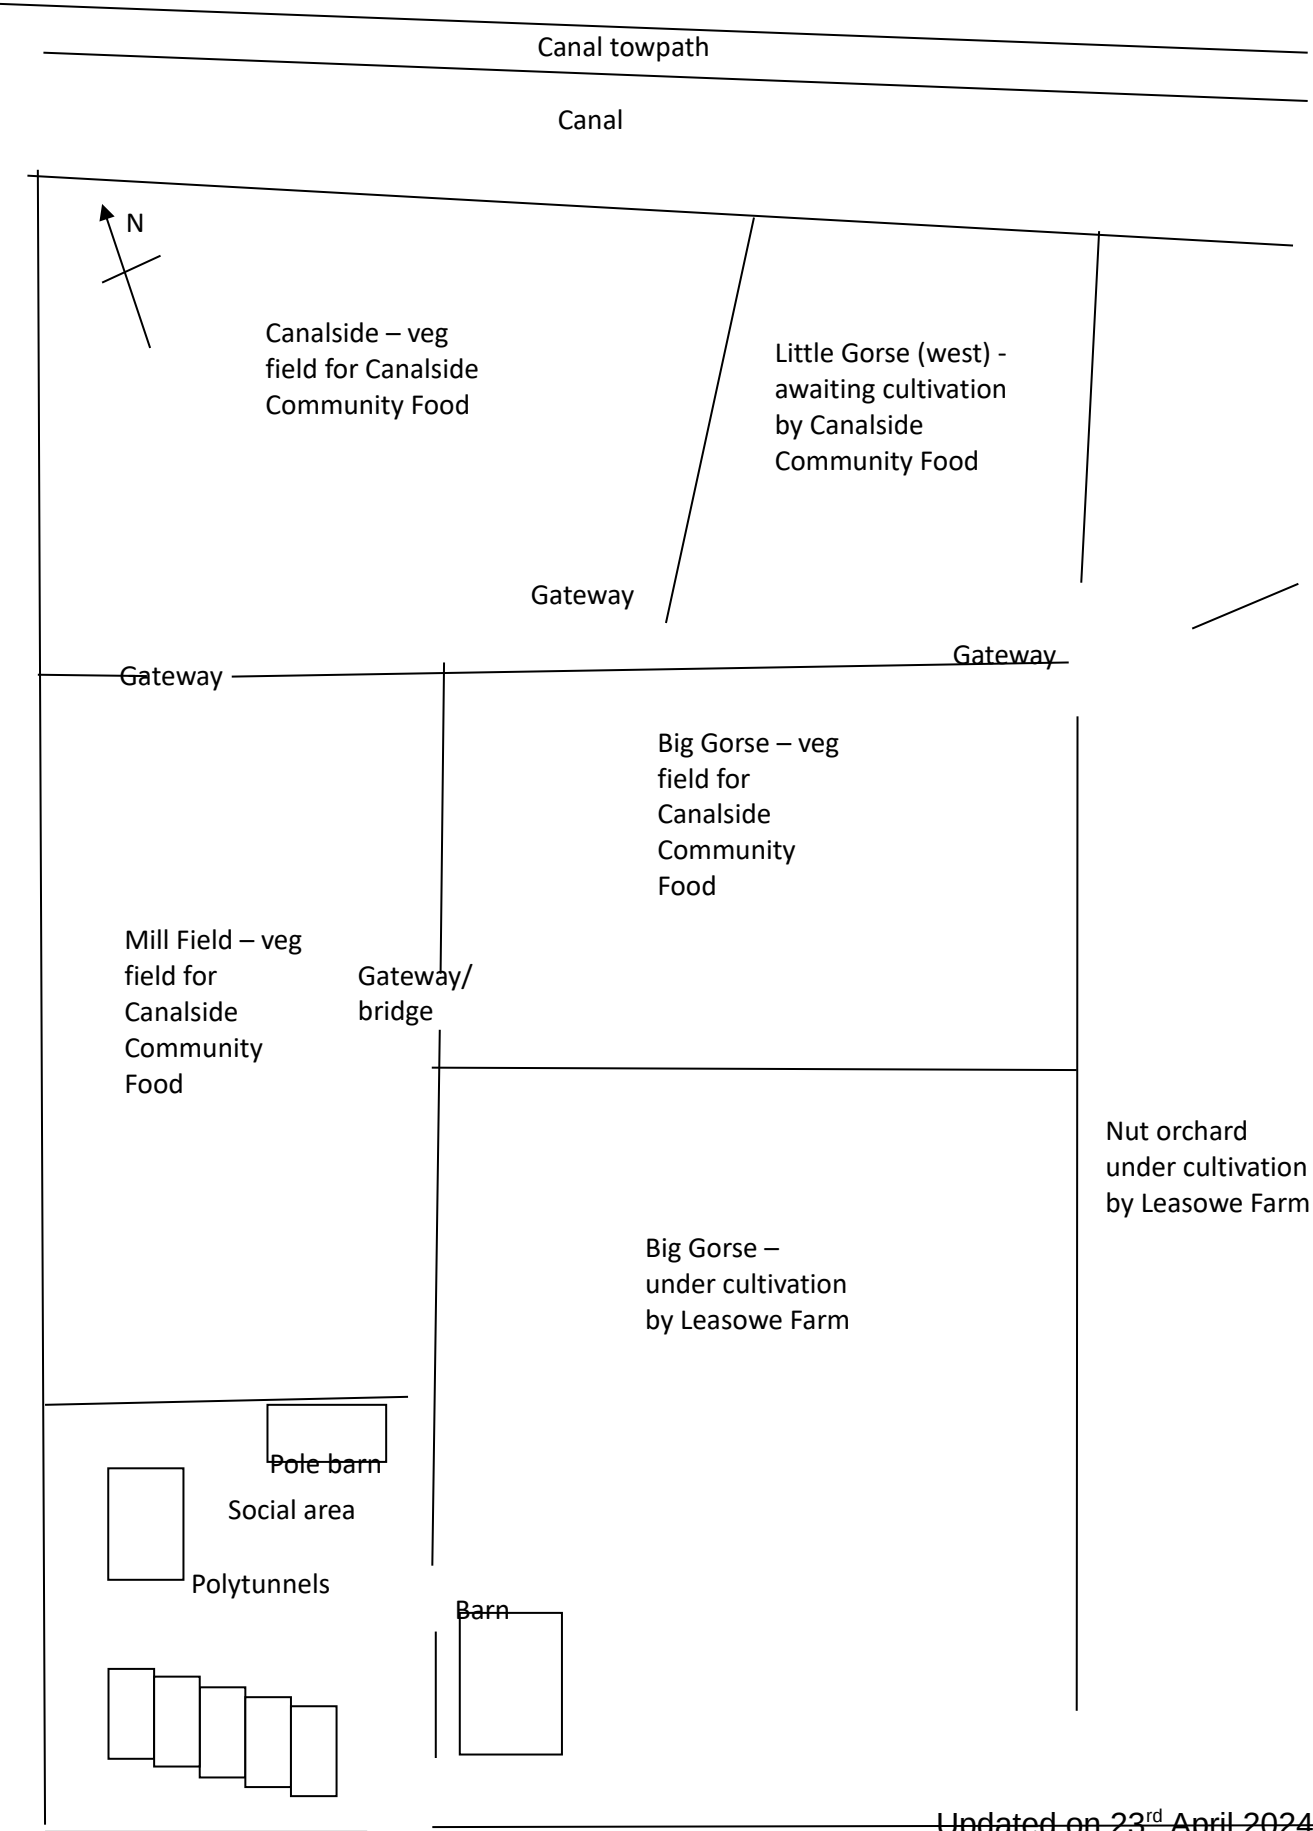 Canal towpath
Canal
N
Canalside – veg
field for Canalside
Community Food
Little Gorse (west) -
awaiting cultivation
by Canalside
Community Food
Gateway
Gateway
Gateway
Big Gorse – veg
field for
Canalside
Community
Food
Mill Field – veg
field for
Canalside
Community
Food
Gateway/
bridge
Nut orchard
under cultivation
by Leasowe Farm
Big Gorse –
under cultivation
by Leasowe Farm
Pole barn
Social area
Polytunnels
Barn
Updated on 23rd April 2024